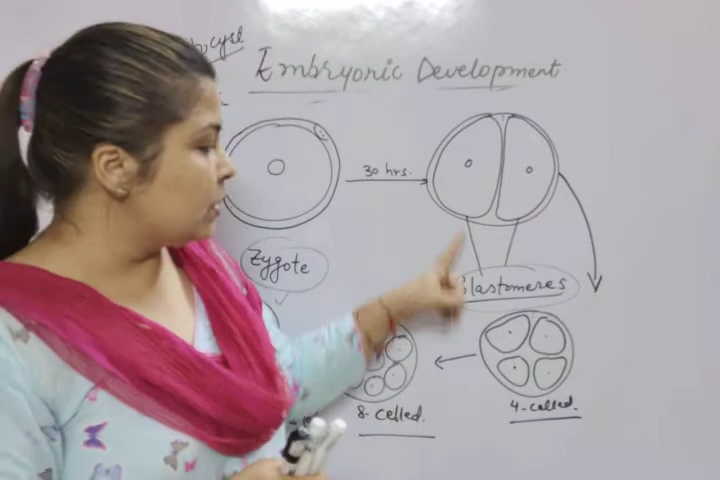 Embryonic Development
30 hrs.
Zygote
Blastomeres
8-celled.
4-celled.